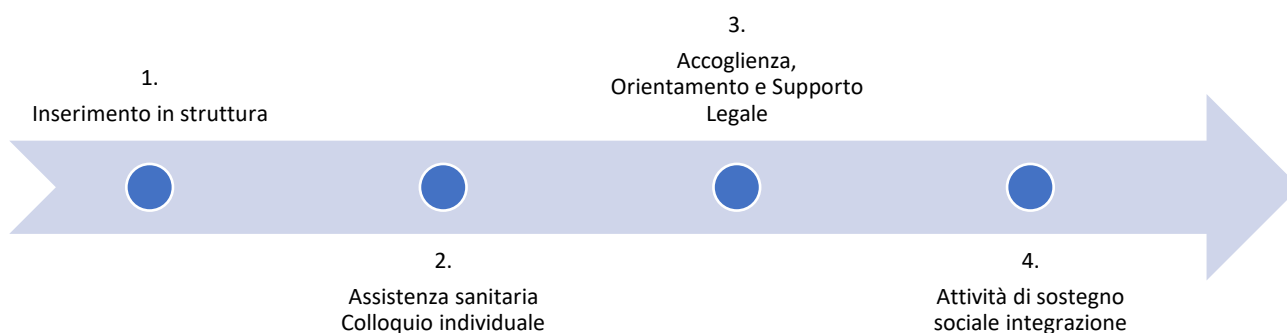 1.
Inserimento in struttura
2.
Assistenza sanitaria
Colloquio individuale
3.
Accoglienza,
Orientamento e Supporto
Legale
4.
Attività di sostegno
sociale integrazione